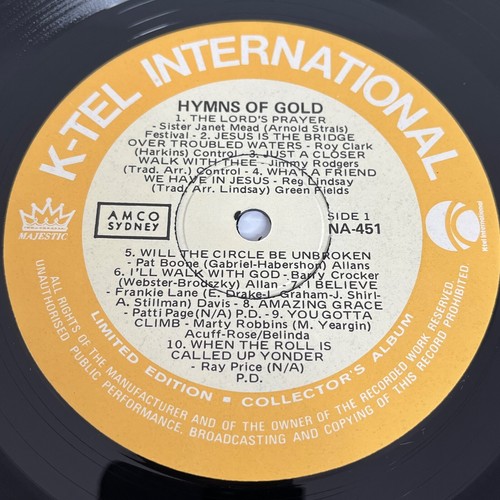 K-TEL INTERNATIONAL
HYMNS OF GOLD
1. THE LORD'S PRAYER
- Sister Janet Mead (Arnold Strals)
Festival - 2. JESUS IS THE BRIDGE
OVER TROUBLED WATERS - Roy Clark
(Harkins) Control - 3. JUST A CLOSER
WALK WITH THEE - Jimmy Rodgers
(Trad. Arr.) Control - 4. WHAT A FRIEND
WE HAVE IN JESUS - Reg Lindsay
(Trad. Arr. Lindsay) Green Fields
MAJESTIC
AMCO
SYDNEY
SIDE 1
NA-451
K-tel International
5. WILL THE CIRCLE BE UNBROKEN
- Pat Boone (Gabriel-Habershon) Allans
6. I'LL WALK WITH GOD - Barry Crocker
(Webster-Brodszky) Allan - 7. I BELIEVE
- Frankie Lane (E. Drake-I. Graham-J. Shirl-
A. Stillman) Davis - 8. AMAZING GRACE
- Patti Page (N/A) P.D. - 9. YOU GOTTA
CLIMB - Marty Robbins (M. Yeargin)
Acuff-Rose/Belinda
10. WHEN THE ROLL IS
CALLED UP YONDER
- Ray Price (N/A)
P.D.
LIMITED EDITION ▪ COLLECTOR'S ALBUM
ALL RIGHTS OF THE MANUFACTURER AND OF THE OWNER OF THE RECORDED WORK RESERVED
UNAUTHORISED PUBLIC PERFORMANCE, BROADCASTING AND COPYING OF THIS RECORD PROHIBITED.